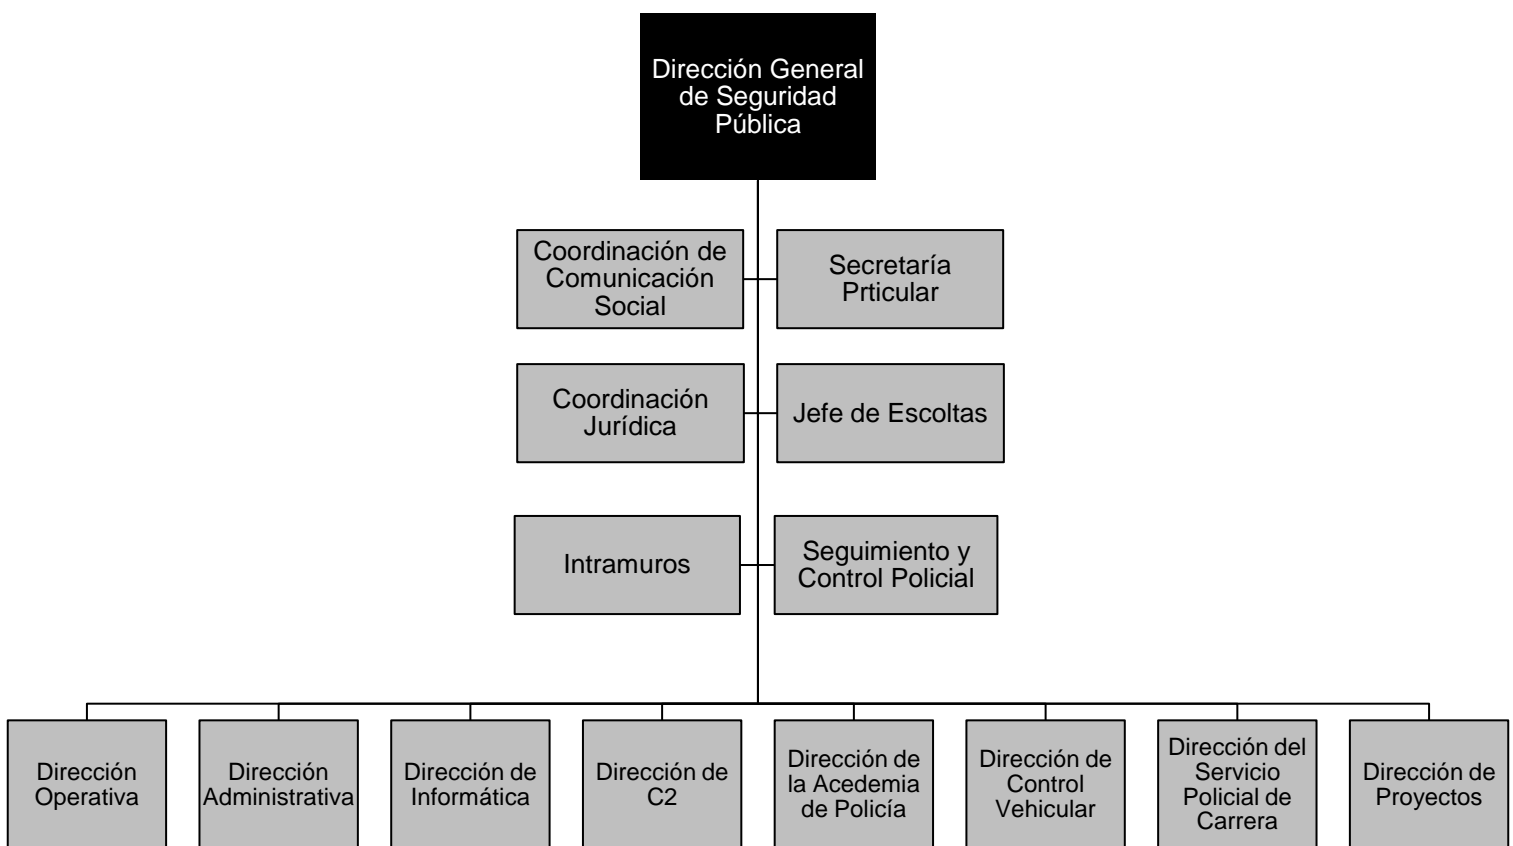 Dirección General
de Seguridad
Pública
Coordinación de
Comunicación
Social
Secretaría
Prticular
Coordinación
Jurídica
Jefe de Escoltas
Intramuros
Seguimiento y
Control Policial
Dirección
Operativa
Dirección
Administrativa
Dirección de
Informática
Dirección de
C2
Dirección de
la Acedemia
de Policía
Dirección de
Control
Vehicular
Dirección del
Servicio
Policial de
Carrera
Dirección de
Proyectos